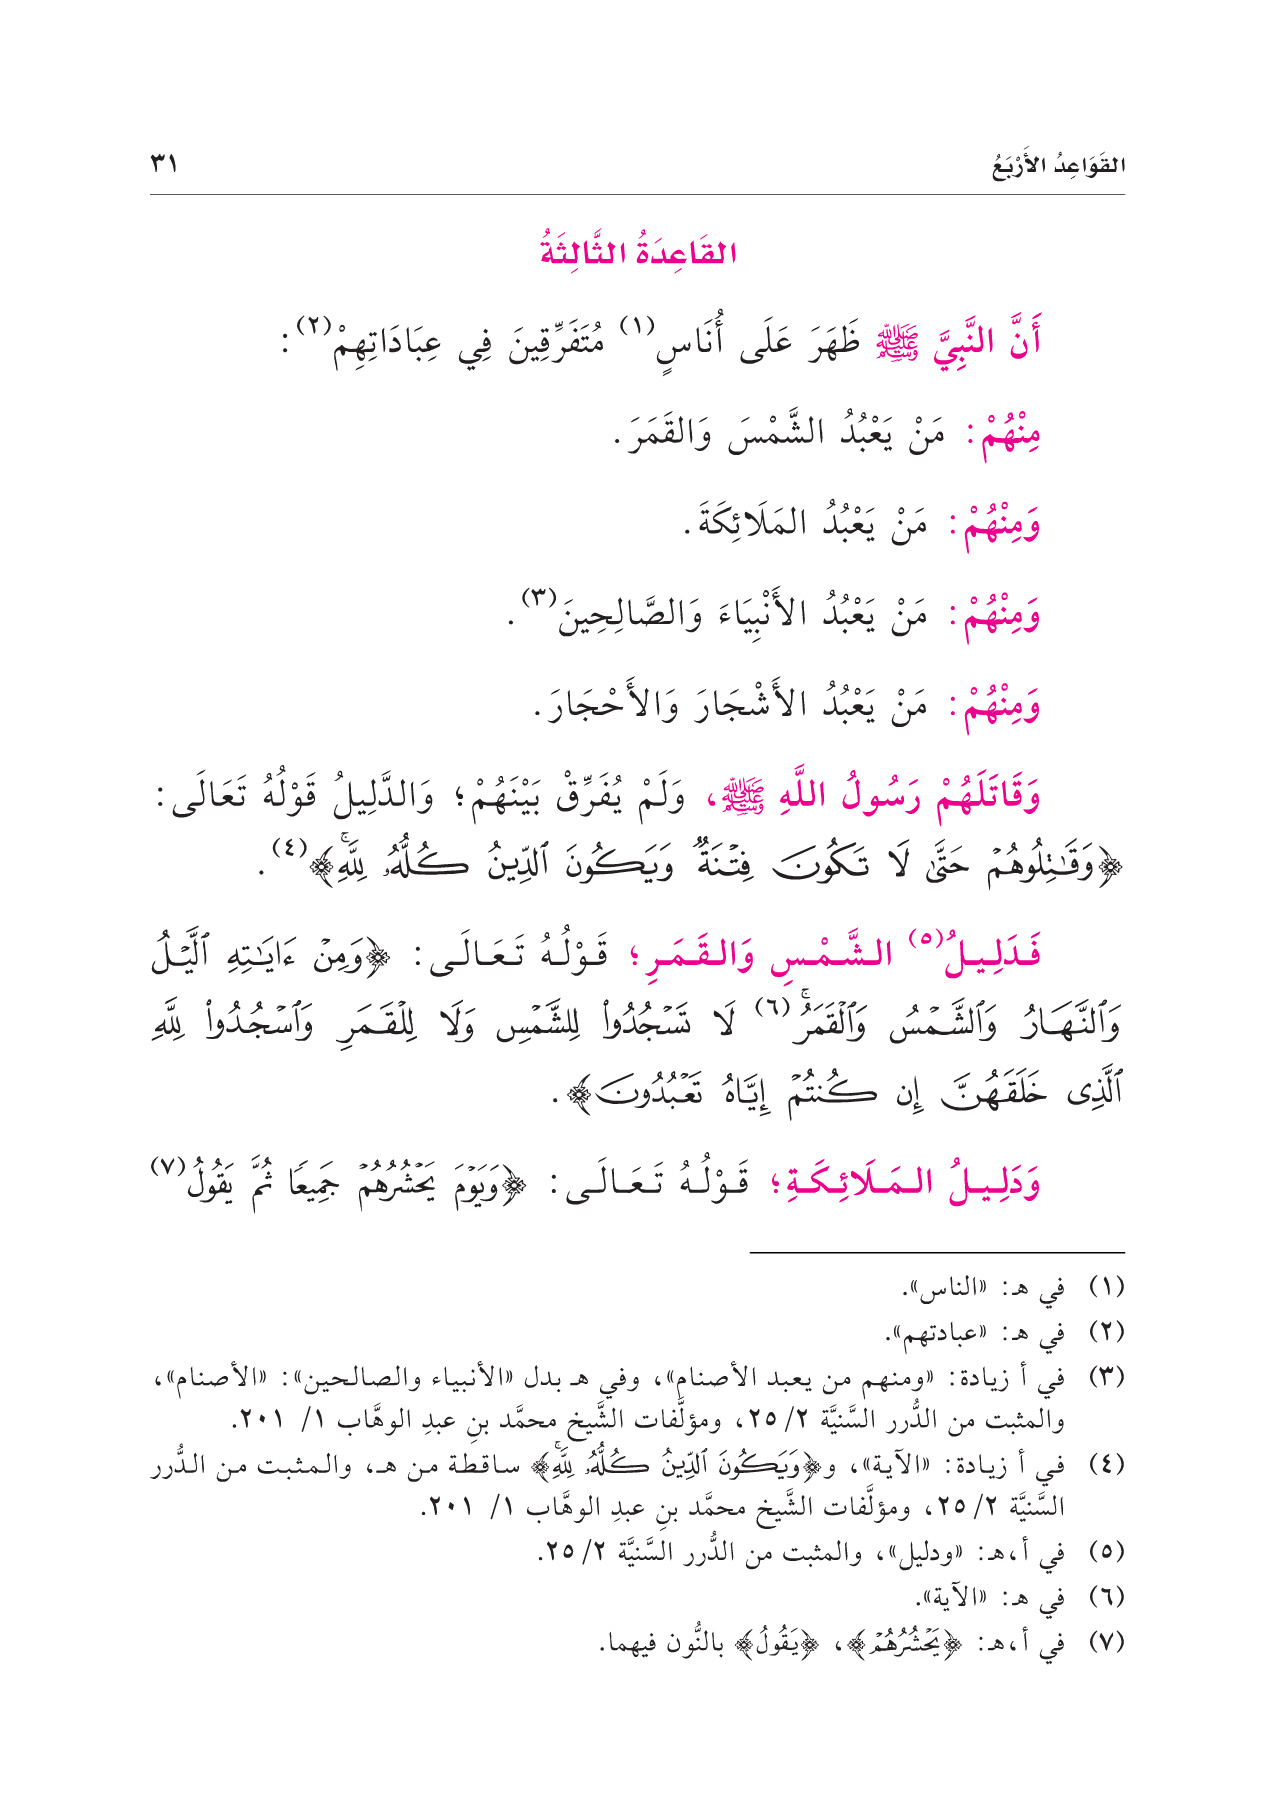 القَوَاعِدُ الأَرْبَعُ ٣١
القَاعِدَةُ الثَّالِثَةُ
أَنَّ النَّبِيَّ ﷺ ظَهَرَ عَلَى أُنَاسٍ(١) مُتَفَرِّقِينَ فِي عِبَادَاتِهِمْ(٢):
مِنْهُمْ: مَنْ يَعْبُدُ الشَّمْسَ وَالقَمَرَ.
وَمِنْهُمْ: مَنْ يَعْبُدُ المَلَائِكَةَ.
وَمِنْهُمْ: مَنْ يَعْبُدُ الأَنْبِيَاءَ وَالصَّالِحِينَ(٣).
وَمِنْهُمْ: مَنْ يَعْبُدُ الأَشْجَارَ وَالأَحْجَارَ.
وَقَاتَلَهُمْ رَسُولُ اللَّهِ ﷺ، وَلَمْ يُفَرِّقْ بَيْنَهُمْ؛ وَالدَّلِيلُ قَوْلُهُ تَعَالَى:
﴿وَقَٰتِلُوهُمۡ حَتَّىٰ لَا تَكُونَ فِتۡنَةٞ وَيَكُونَ ٱلدِّينُ كُلُّهُۥ لِلَّهِۚ﴾(٤).
فَدَلِيلُ(٥) الشَّمْسِ وَالقَمَرِ؛ قَوْلُهُ تَعَالَى: ﴿وَمِنۡ ءَايَٰتِهِ ٱلَّيۡلُ
وَٱلنَّهَارُ وَٱلشَّمۡسُ وَٱلۡقَمَرُۚ(٦) لَا تَسۡجُدُواْ لِلشَّمۡسِ وَلَا لِلۡقَمَرِ وَٱسۡجُدُواْ لِلَّهِ
ٱلَّذِي خَلَقَهُنَّ إِن كُنتُمۡ إِيَّاهُ تَعۡبُدُونَ﴾.
وَدَلِيلُ المَلَائِكَةِ؛ قَوْلُهُ تَعَالَى: ﴿وَيَوۡمَ يَحۡشُرُهُمۡ جَمِيعٗا ثُمَّ يَقُولُ(٧)
(١) في هـ: «الناس».
(٢) في هـ: «عبادتهم».
(٣) في أ زيادة: «ومنهم من يعبد الأصنام»، وفي هـ بدل «الأنبياء والصالحين»: «الأصنام»،
والمثبت من الدُّرر السَّنيَّة ٢/ ٢٥، ومؤلَّفات الشَّيخ محمَّد بنِ عبدِ الوهَّاب ١/ ٢٠١.
(٤) في أ زيادة: «الآية»، و﴿وَيَكُونَ ٱلدِّينُ كُلُّهُۥ لِلَّهِۚ﴾ ساقطة من هـ، والمثبت من الدُّرر
السَّنيَّة ٢/ ٢٥، ومؤلَّفات الشَّيخ محمَّد بنِ عبدِ الوهَّاب ١/ ٢٠١.
(٥) في أ،هـ: «ودليل»، والمثبت من الدُّرر السَّنيَّة ٢/ ٢٥.
(٦) في هـ: «الآية».
(٧) في أ،هـ: ﴿يَحۡشُرُهُمۡ﴾، ﴿يَقُولُ﴾ بالنُّون فيهما.